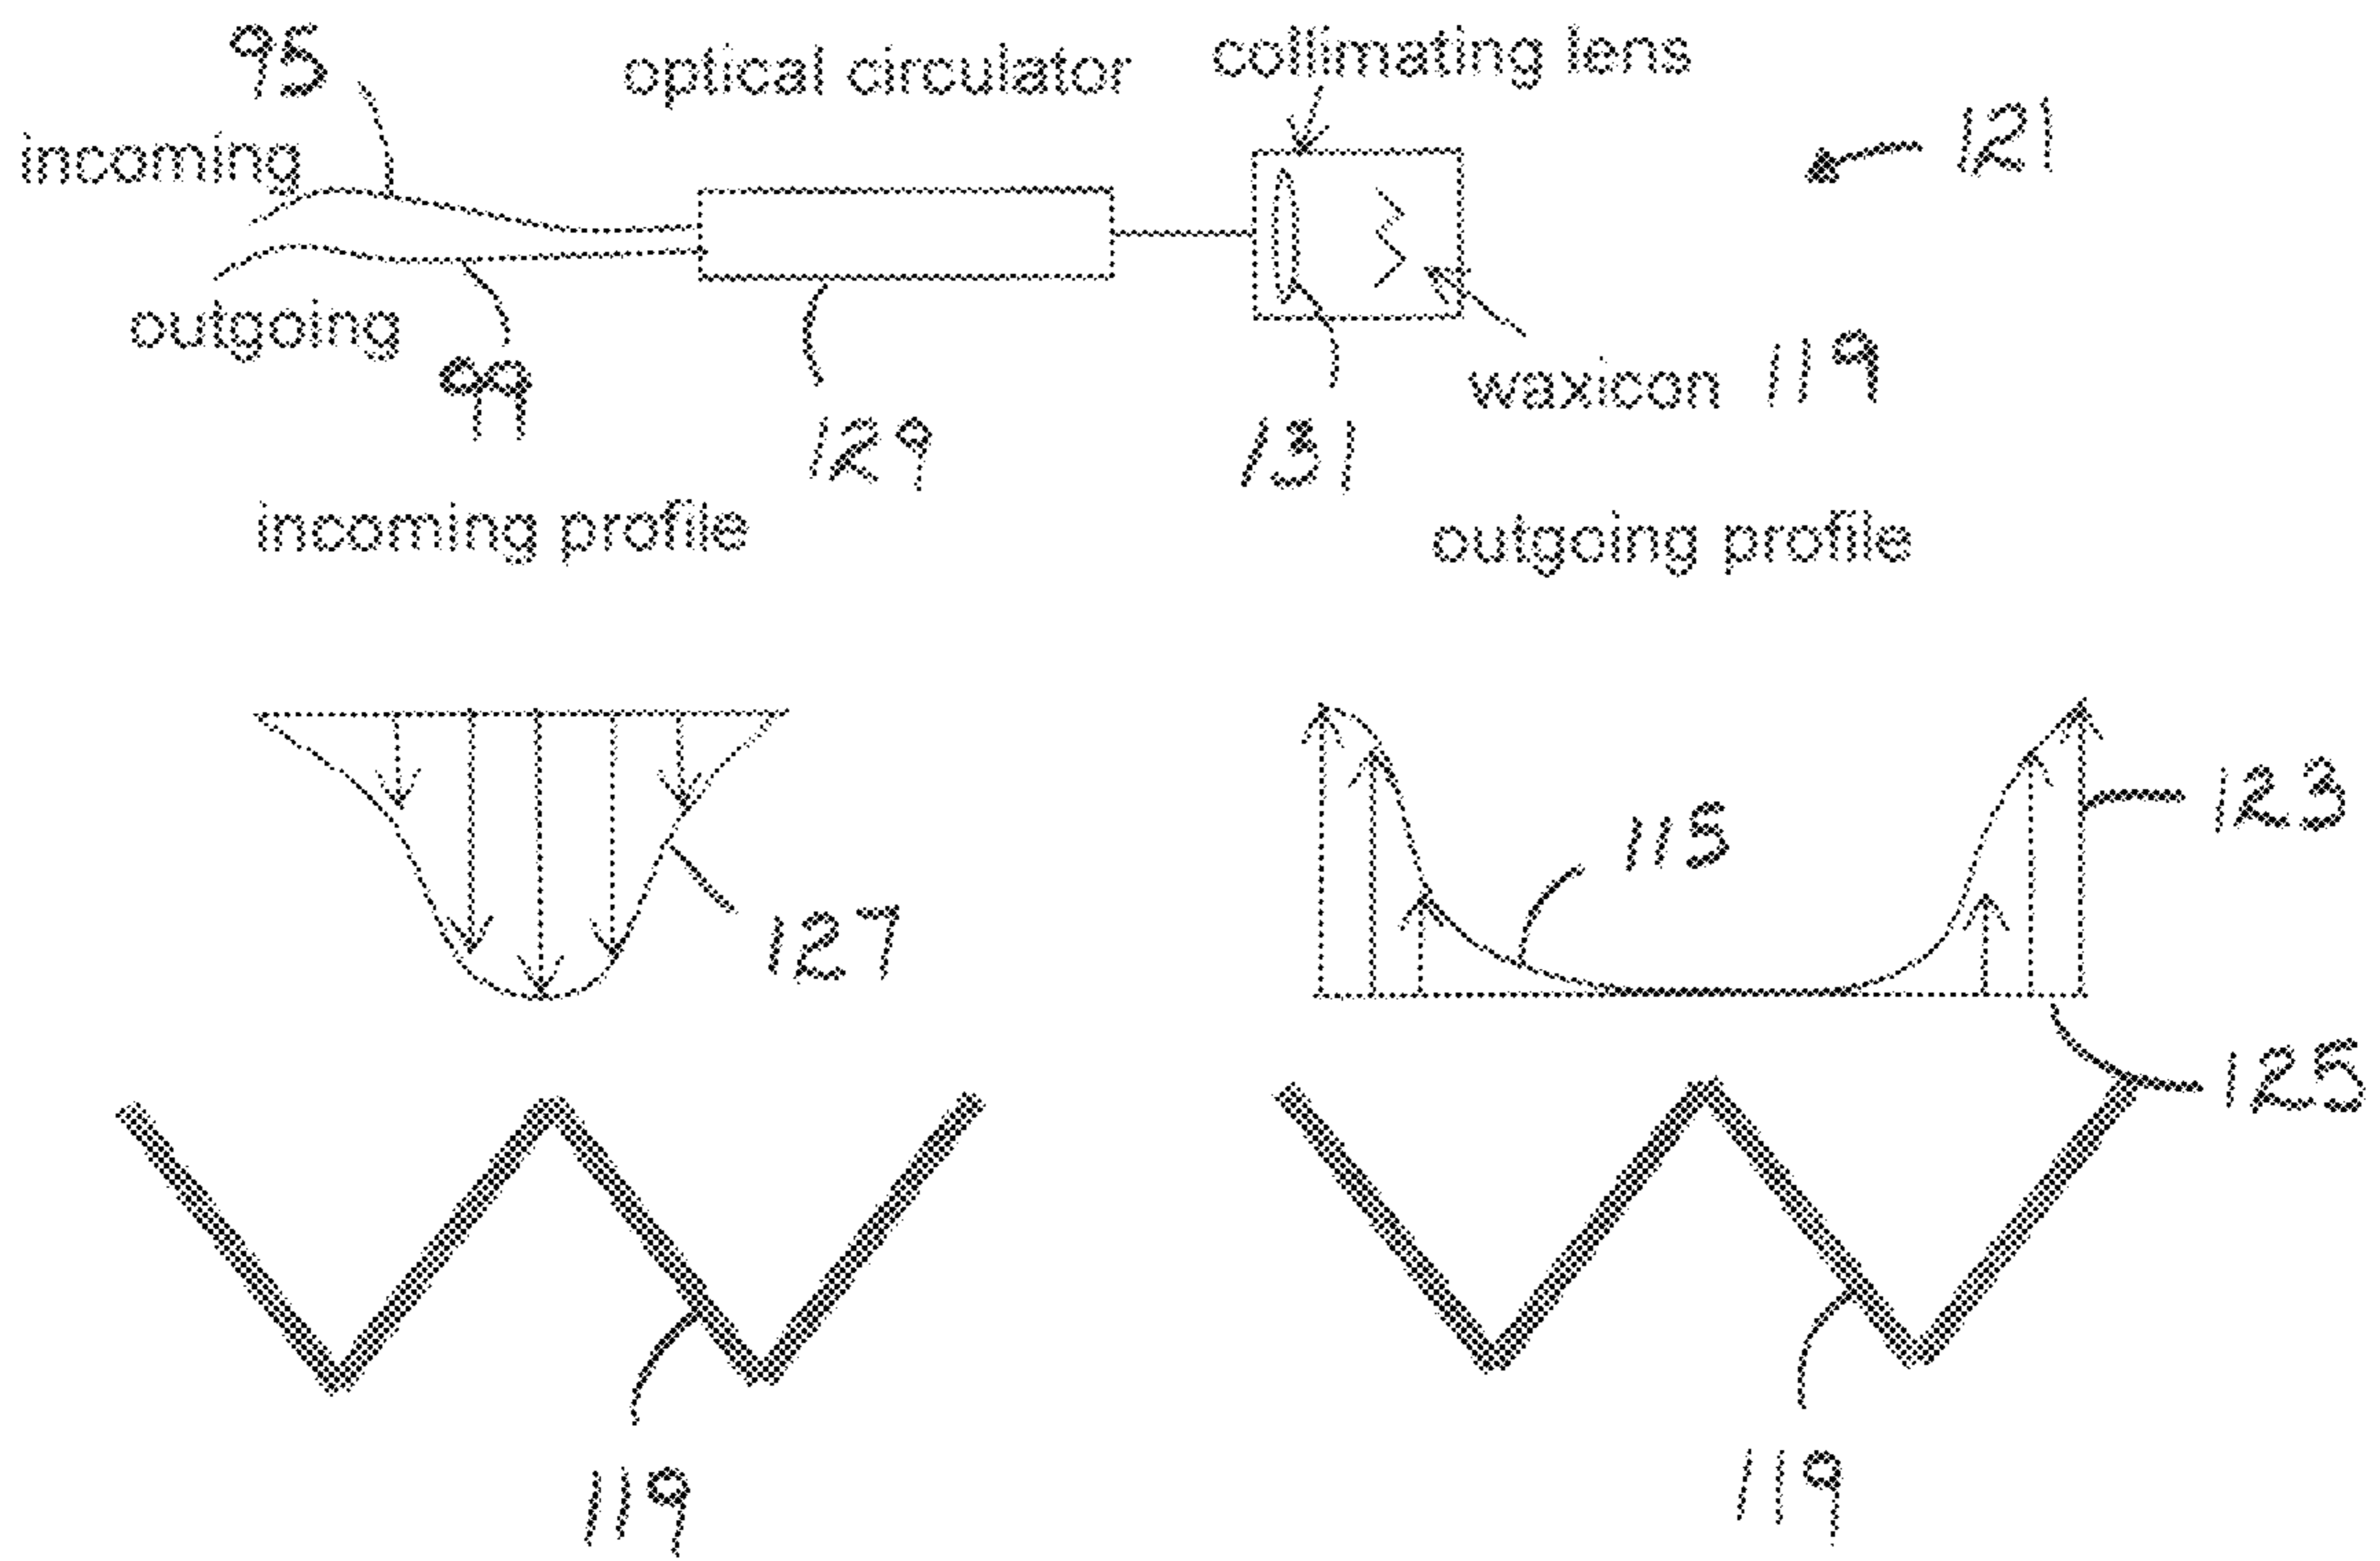 95
optical circulator
collimating lens
incoming
121
outgoing
99
129
131
waxicon 119
incoming profile
outgoing profile
127
115
123
125
119
119